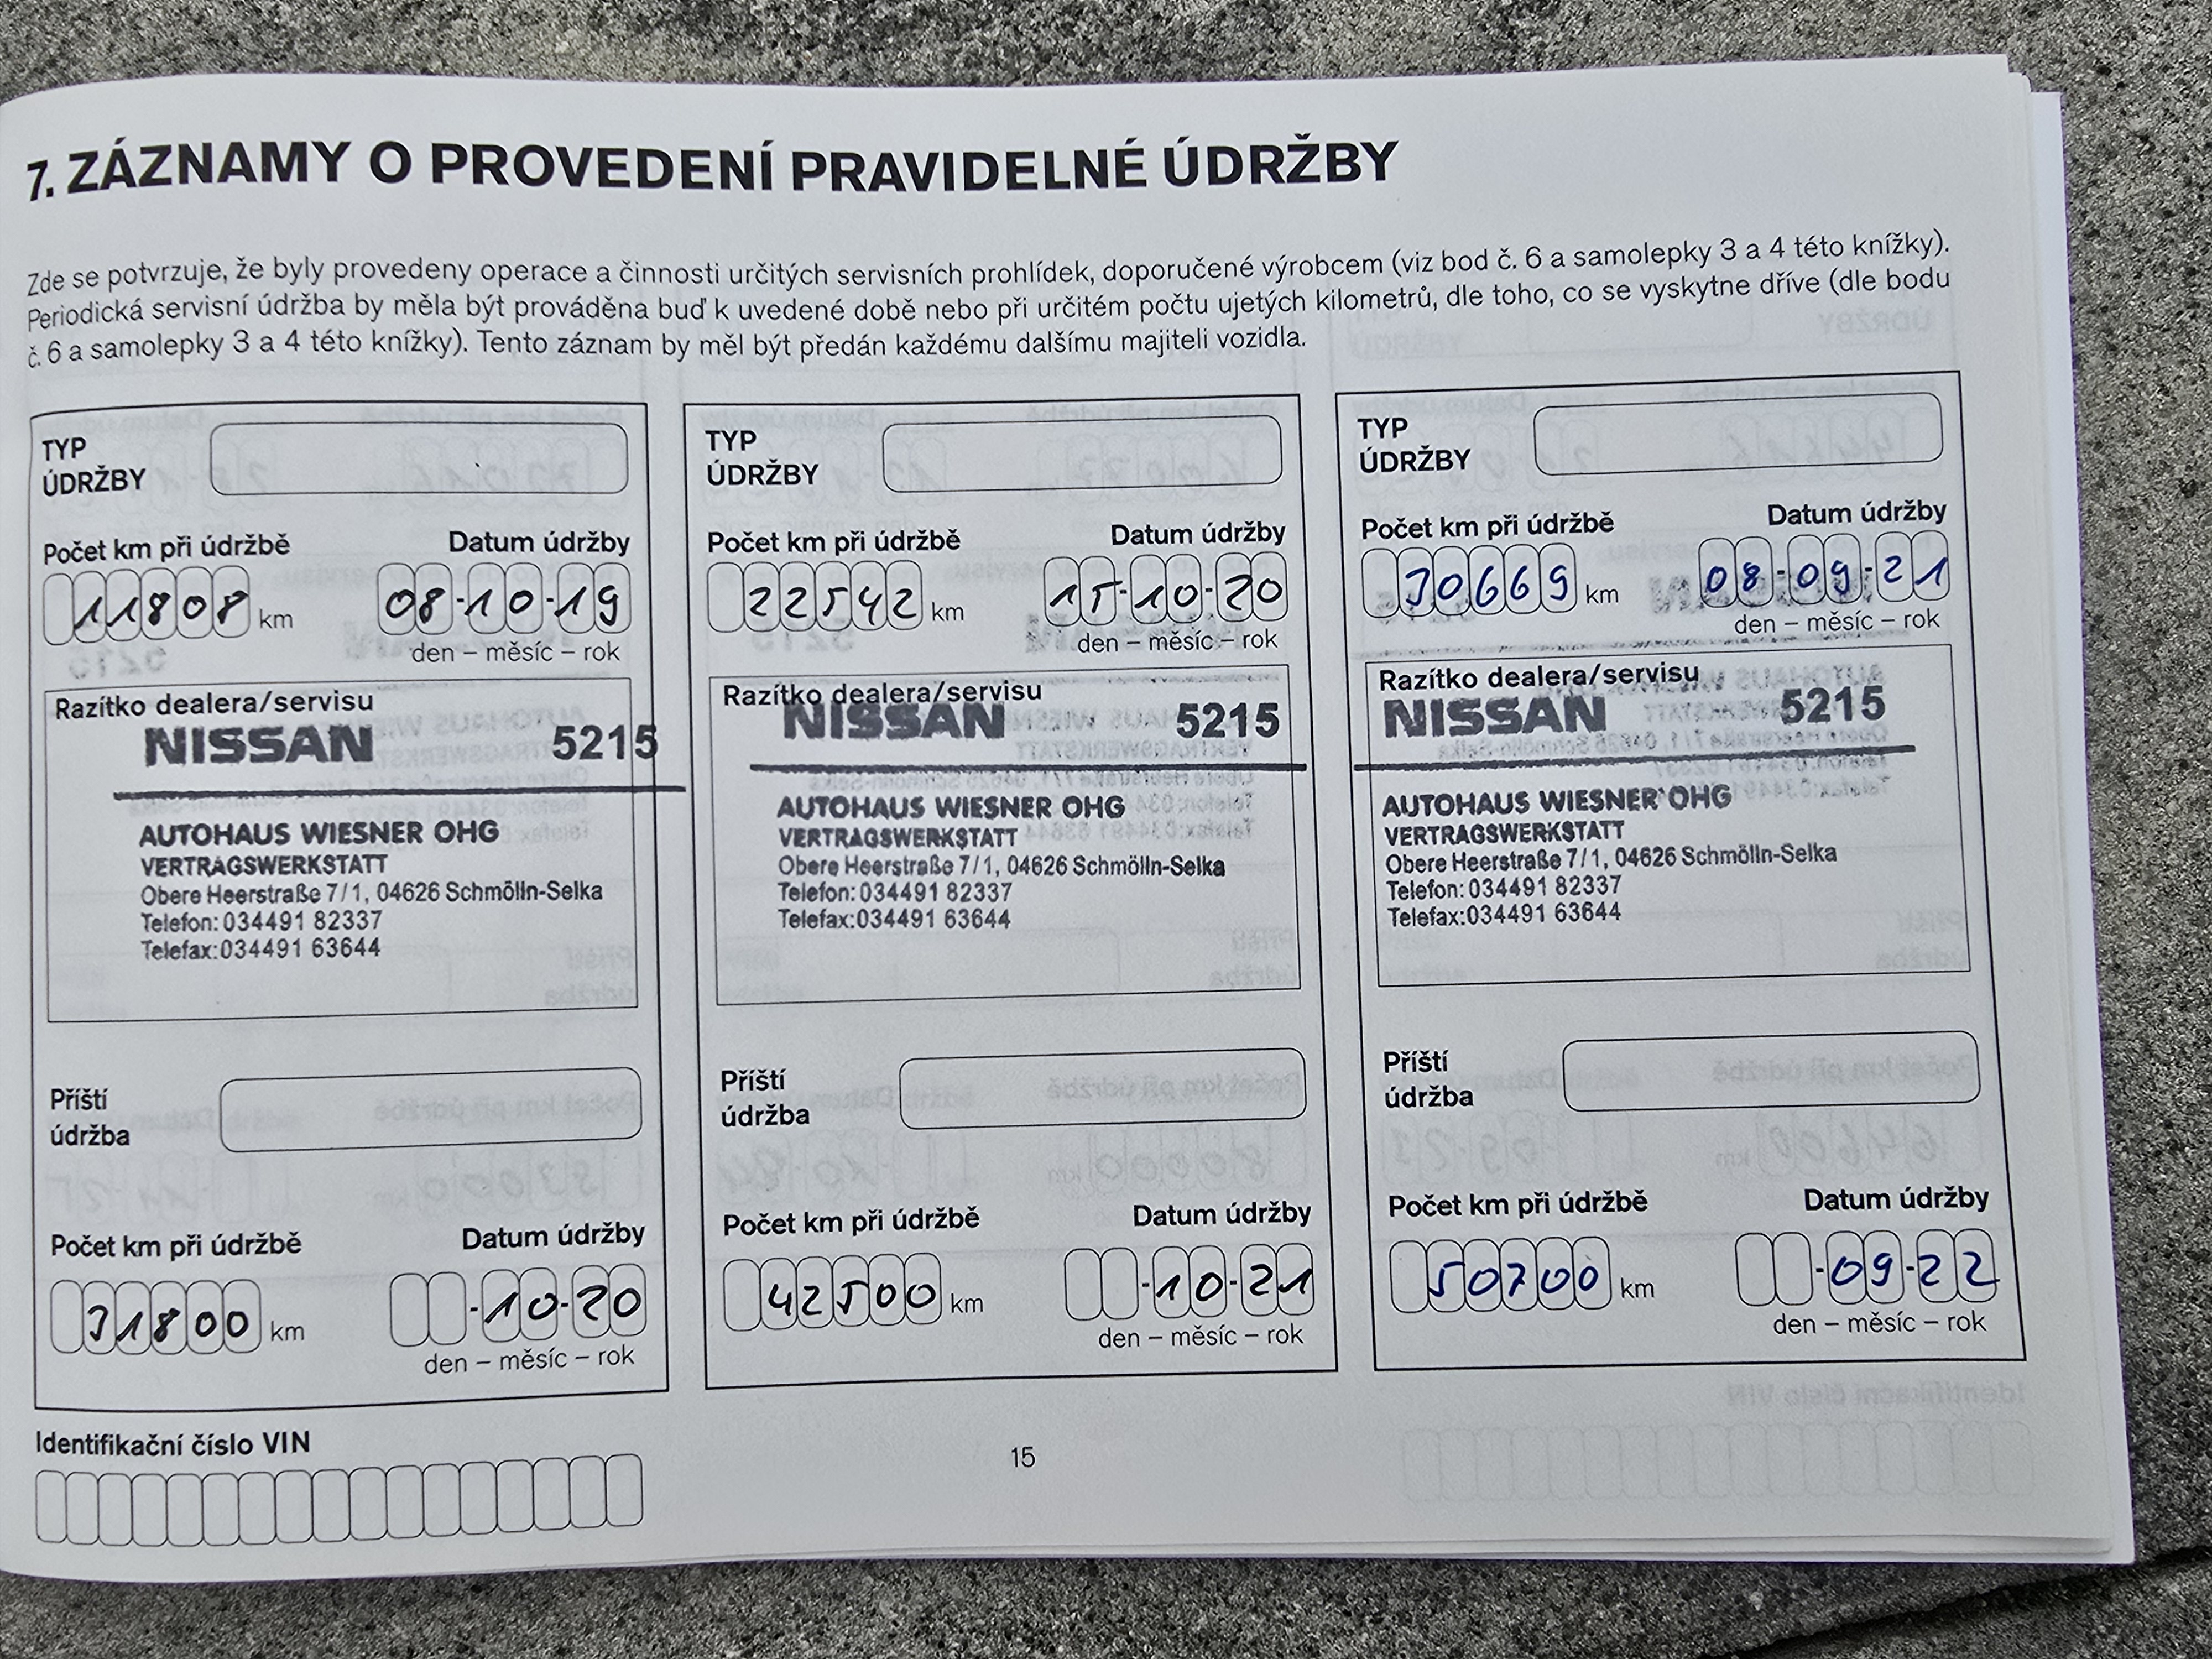 7. ZÁZNAMY O PROVEDENÍ PRAVIDELNÉ ÚDRŽBY
Zde se potvrzuje, že byly provedeny operace a činnosti určitých servisních prohlídek, doporučené výrobcem (viz bod č. 6 a samolepky 3 a 4 této knížky).
Periodická servisní údržba by měla být prováděna buď k uvedené době nebo při určitém počtu ujetých kilometrů, dle toho, co se vyskytne dříve (dle bodu
č. 6 a samolepky 3 a 4 této knížky). Tento záznam by měl být předán každému dalšímu majiteli vozidla.
TYP
ÚDRŽBY
Počet km při údržbě Datum údržby
11808 km 08-10-19
den – měsíc – rok
Razítko dealera/servisu
NISSAN 5215
AUTOHAUS WIESNER OHG
VERTRAGSWERKSTATT
Obere Heerstraße 7/1, 04626 Schmölln-Selka
Telefon: 034491 82337
Telefax: 034491 63644
Příští
údržba
Počet km při údržbě Datum údržby
31800 km -10-20
den – měsíc – rok
TYP
ÚDRŽBY
Počet km při údržbě Datum údržby
22542 km 15-10-20
den – měsíc – rok
Razítko dealera/servisu
NISSAN 5215
AUTOHAUS WIESNER OHG
VERTRAGSWERKSTATT
Obere Heerstraße 7/1, 04626 Schmölln-Selka
Telefon: 034491 82337
Telefax: 034491 63644
Příští
údržba
Počet km při údržbě Datum údržby
42500 km -10-21
den – měsíc – rok
TYP
ÚDRŽBY
Počet km při údržbě Datum údržby
30669 km 08-09-21
den – měsíc – rok
Razítko dealera/servisu
NISSAN 5215
AUTOHAUS WIESNER OHG
VERTRAGSWERKSTATT
Obere Heerstraße 7/1, 04626 Schmölln-Selka
Telefon: 034491 82337
Telefax: 034491 63644
Příští
údržba
Počet km při údržbě Datum údržby
50700 km -09-22
den – měsíc – rok
Identifikační číslo VIN
15